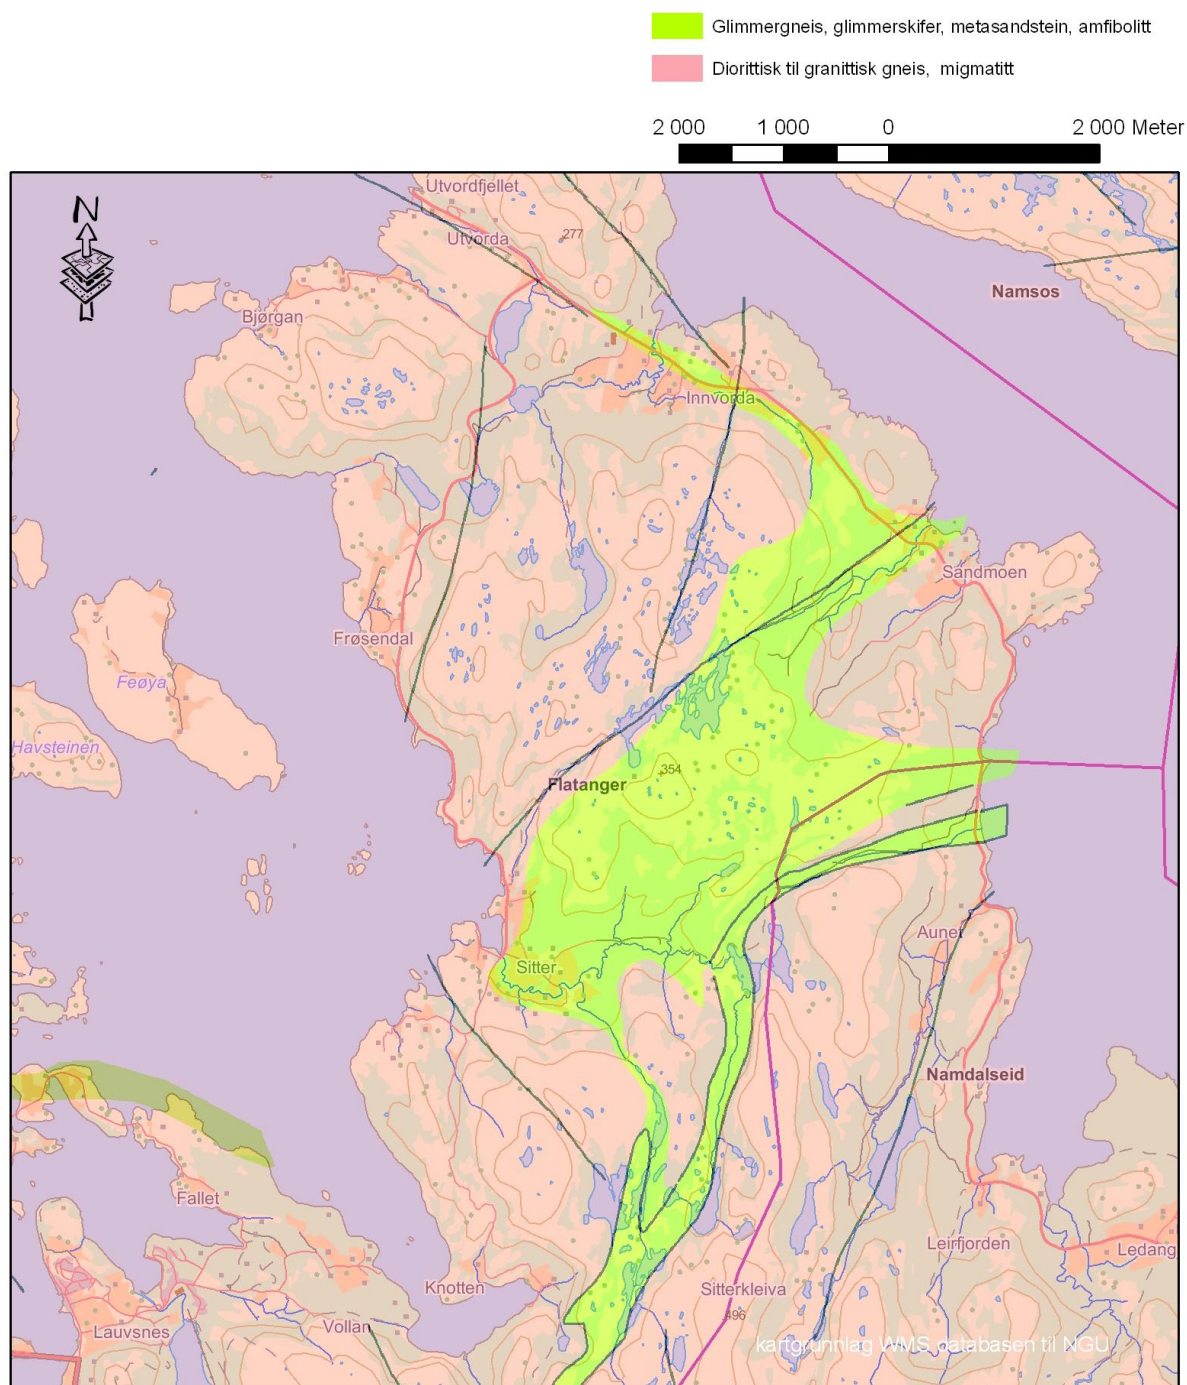 Glimmergneis, glimmerskifer, metasandstein, amfibolitt
Diorittisk til granittisk gneis, migmatitt
2 000 1 000 0 2 000 Meter
N
Utvordfjellet
Utvorda
277
Namsos
Bjørgan
Innvorda
Sandmoen
Frøsendal
Feøya
Havsteinen
354
Flatanger
Aunet
Sitter
Namdalseid
Fallet
Leirfjorden
Ledang
Knotten
Sitterkleiva
496
Vollan
Lauvsnes
kartgrunnlag WMS databasen til NGU